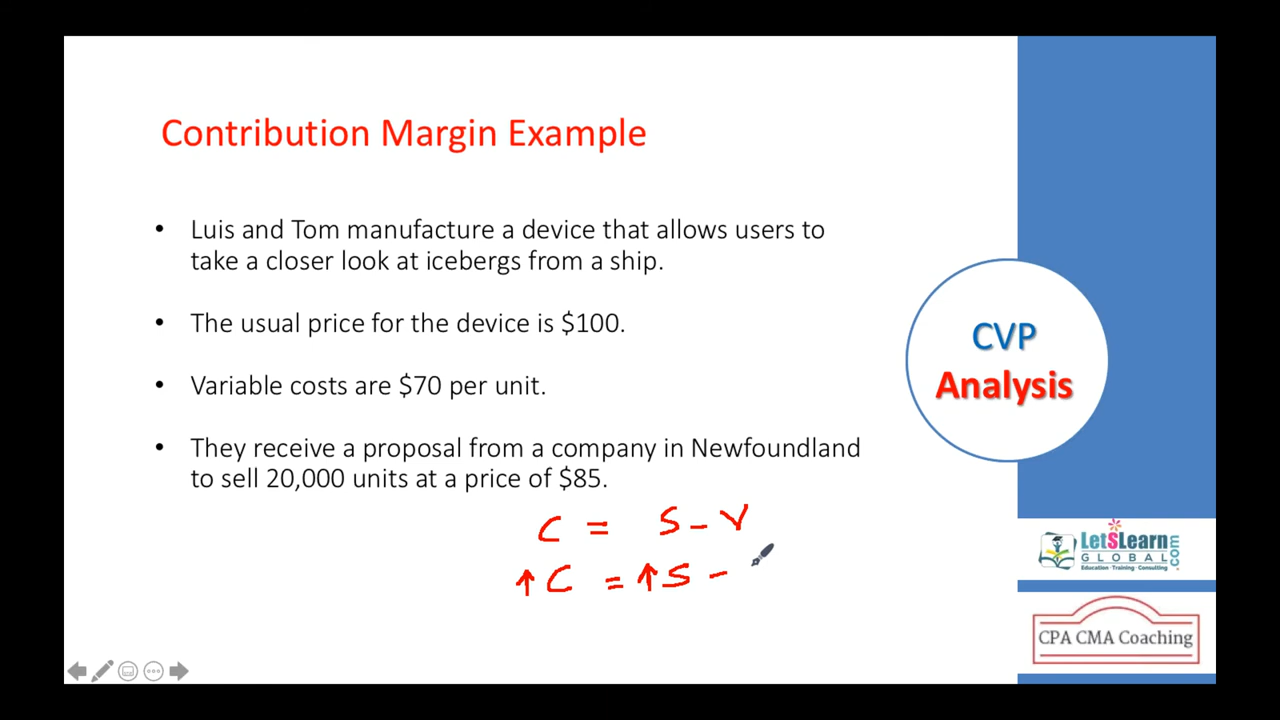 Contribution Margin Example
• Luis and Tom manufacture a device that allows users to
take a closer look at icebergs from a ship.
• The usual price for the device is $100.
• Variable costs are $70 per unit.
• They receive a proposal from a company in Newfoundland
to sell 20,000 units at a price of $85.
C = S - V
↑ C = ↑ S -
CVP
Analysis
LetSLearn
GLOBAL.com
Education·Training·Consulting
CPA CMA Coaching